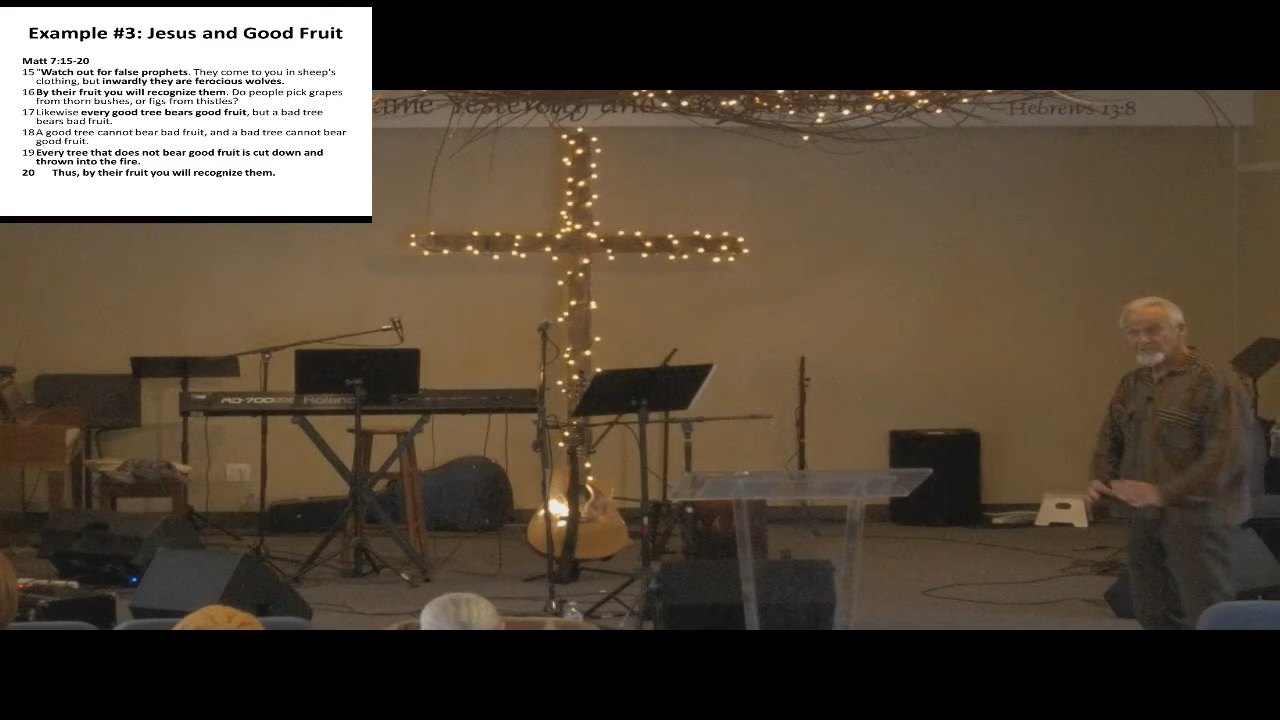 Example #3: Jesus and Good Fruit
Matt 7:15-20
15 "Watch out for false prophets. They come to you in sheep's
clothing, but inwardly they are ferocious wolves.
16 By their fruit you will recognize them. Do people pick grapes
from thorn bushes, or figs from thistles?
17 Likewise every good tree bears good fruit, but a bad tree
bears bad fruit.
18 A good tree cannot bear bad fruit, and a bad tree cannot bear
good fruit.
19 Every tree that does not bear good fruit is cut down and
thrown into the fire.
20 Thus, by their fruit you will recognize them.
Yesterday and
—Hebrews 13:8
Roland